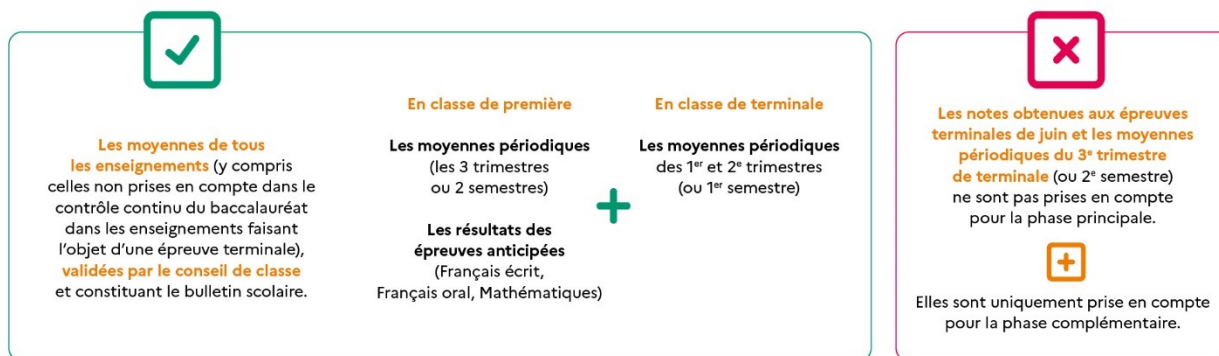 Les moyennes de tous
les enseignements (y compris
celles non prises en compte dans le
contrôle continu du baccalauréat
dans les enseignements faisant
l'objet d'une épreuve terminale),
validées par le conseil de classe
et constituant le bulletin scolaire.
En classe de première
Les moyennes périodiques
(les 3 trimestres
ou 2 semestres)
Les résultats des
épreuves anticipées
(Français écrit,
Français oral, Mathématiques)
+
En classe de terminale
Les moyennes périodiques
des 1er et 2e trimestres
(ou 1er semestre)
Les notes obtenues aux épreuves
terminales de juin et les moyennes
périodiques du 3e trimestre
de terminale (ou 2e semestre)
ne sont pas prises en compte
pour la phase principale.
+
Elles sont uniquement prise en compte
pour la phase complémentaire.